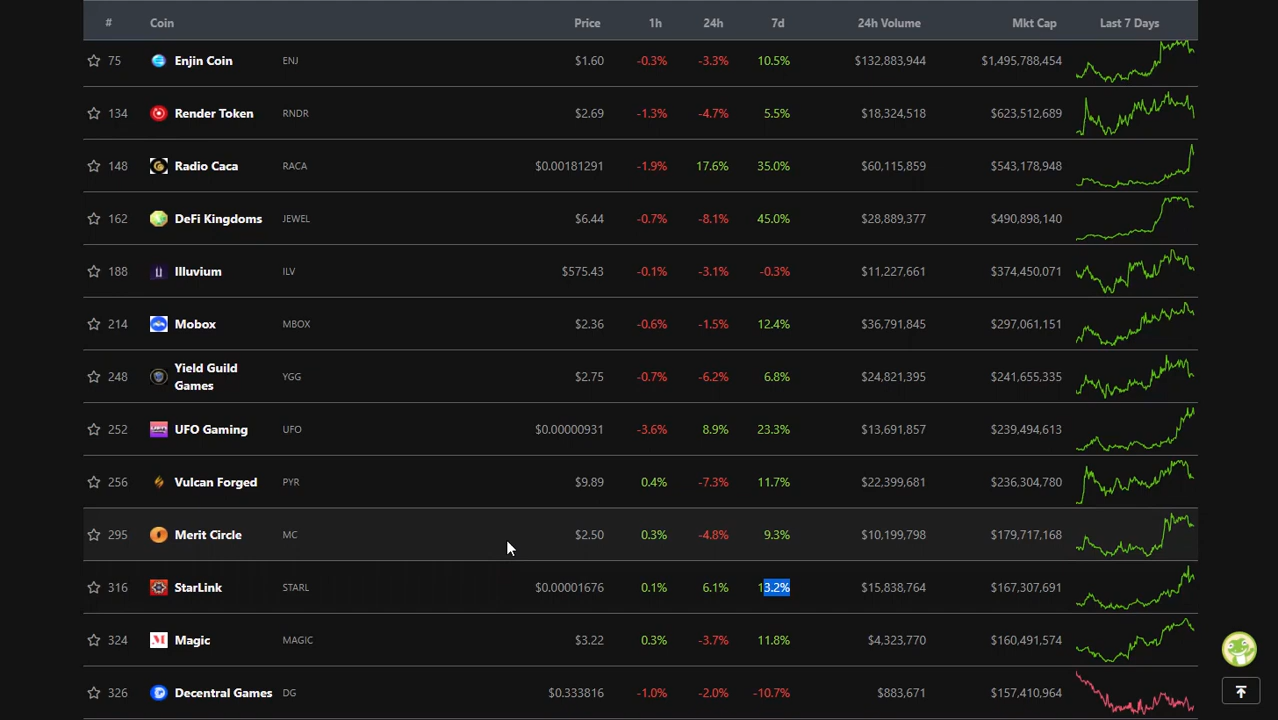 # Coin Price 1h 24h 7d 24h Volume Mkt Cap Last 7 Days
75 Enjin Coin ENJ $1.60 -0.3% -3.3% 10.5% $132,883,944 $1,495,788,454
134 Render Token RNDR $2.69 -1.3% -4.7% 5.5% $18,324,518 $623,512,689
148 Radio Caca RACA $0.00181291 -1.9% 17.6% 35.0% $60,115,859 $543,178,948
162 DeFi Kingdoms JEWEL $6.44 -0.7% -8.1% 45.0% $28,889,377 $490,898,140
188 Illuvium ILV $575.43 -0.1% -3.1% -0.3% $11,227,661 $374,450,071
214 Mobox MBOX $2.36 -0.6% -1.5% 12.4% $36,791,845 $297,061,151
248 Yield Guild Games YGG $2.75 -0.7% -6.2% 6.8% $24,821,395 $241,655,335
252 UFO Gaming UFO $0.00000931 -3.6% 8.9% 23.3% $13,691,857 $239,494,613
256 Vulcan Forged PYR $9.89 0.4% -7.3% 11.7% $22,399,681 $236,304,780
295 Merit Circle MC $2.50 0.3% -4.8% 9.3% $10,199,798 $179,717,168
316 StarLink STARL $0.00001676 0.1% 6.1% 13.2% $15,838,764 $167,307,691
324 Magic MAGIC $3.22 0.3% -3.7% 11.8% $4,323,770 $160,491,574
326 Decentral Games DG $0.333816 -1.0% -2.0% -10.7% $883,671 $157,410,964